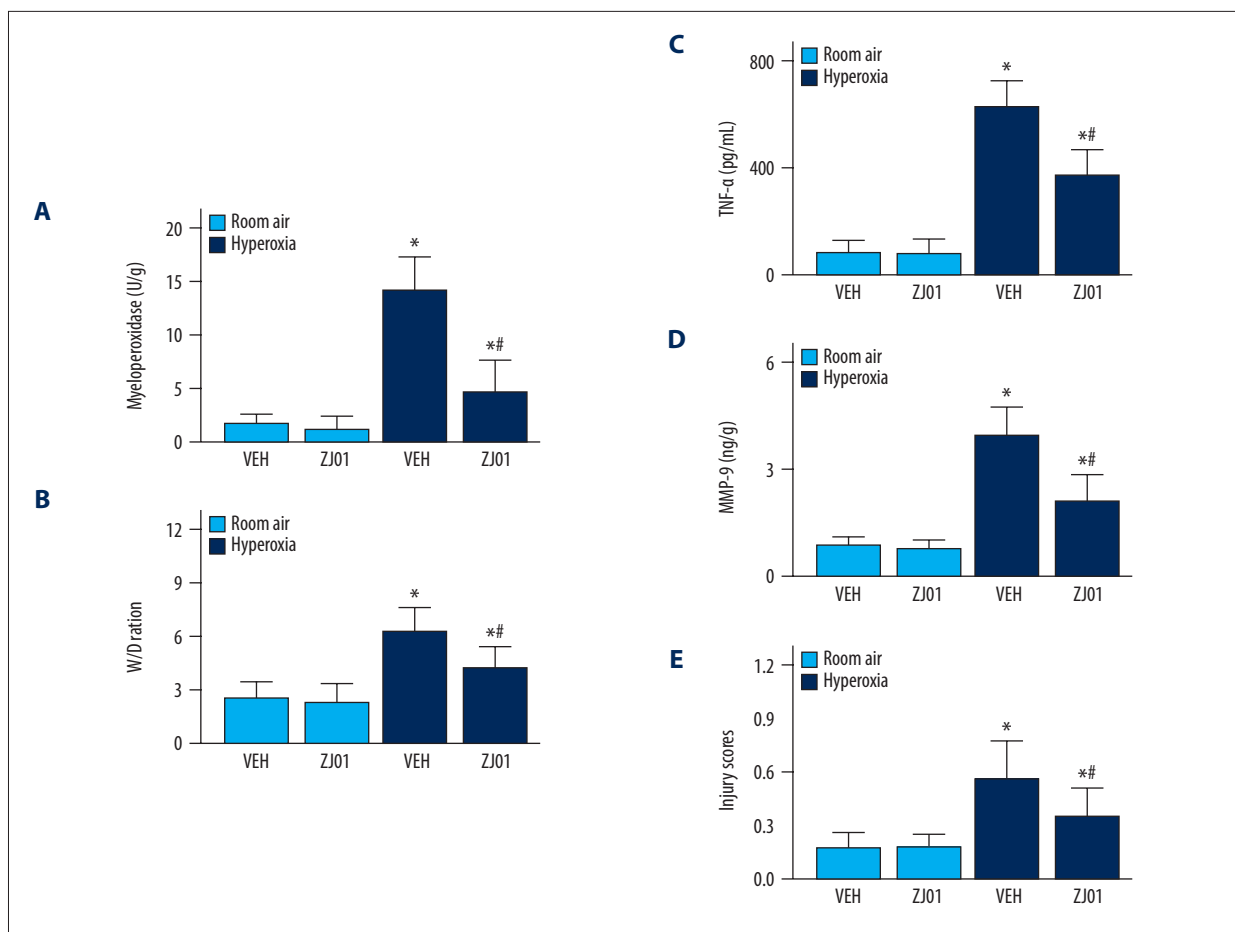 A
Room air
Hyperoxia
Myeloperoxidase (U/g)
20
15
10
5
0
*
*#
VEH ZJ01 VEH ZJ01
B
Room air
Hyperoxia
W/D ration
12
9
6
3
0
*
*#
VEH ZJ01 VEH ZJ01
C
Room air
Hyperoxia
TNF-α (pg/mL)
800
400
0
*
*#
VEH ZJ01 VEH ZJ01
D
Room air
Hyperoxia
MMP-9 (ng/g)
6
3
0
*
*#
VEH ZJ01 VEH ZJ01
E
Room air
Hyperoxia
Injury scores
1.2
0.9
0.6
0.3
0.0
*
*#
VEH ZJ01 VEH ZJ01